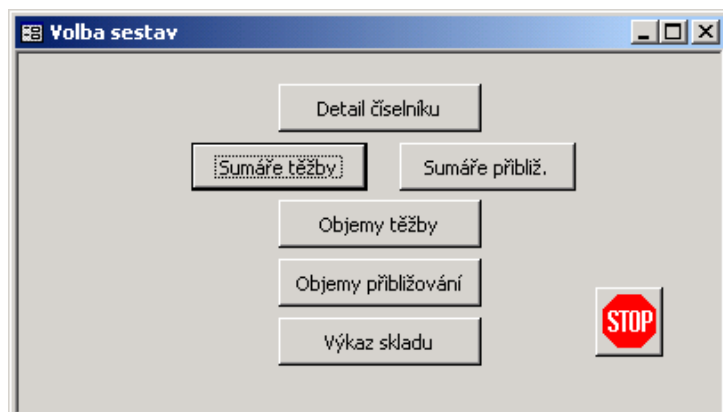 Volba sestav
Detail číselníku
Sumáře těžby
Sumáře přibliž.
Objemy těžby
Objemy přibližování
STOP
Výkaz skladu